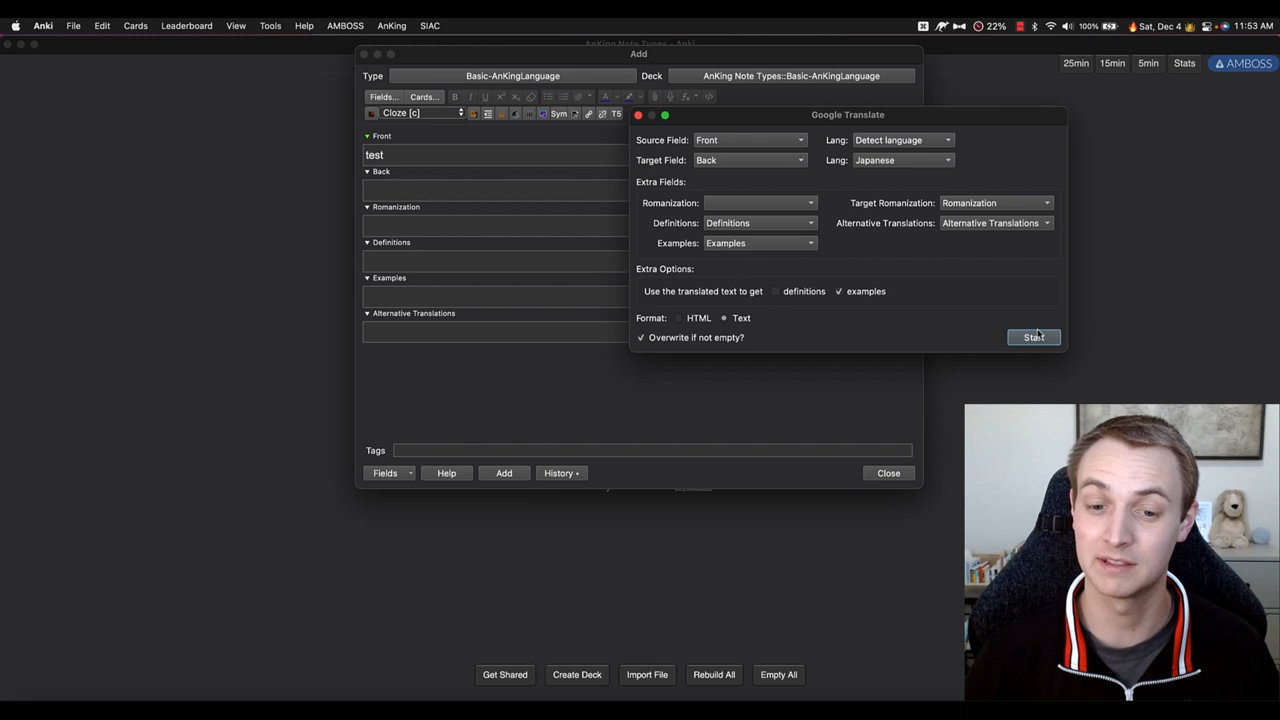 Anki File Edit Cards Leaderboard View Tools Help AMBOSS AnKing SIAC 22% 100% Sat, Dec 4 11:53 AM
AnKing Note Types - Anki
Add
25min 15min 5min Stats AMBOSS
Type Basic-AnKingLanguage Deck AnKing Note Types::Basic-AnKingLanguage
Fields... Cards... B I U
Cloze [c] Sym T5
Google Translate
Front
test
Back
Romanization
Definitions
Examples
Alternative Translations
Source Field: Front Lang: Detect language
Target Field: Back Lang: Japanese
Extra Fields:
Romanization: Target Romanization: Romanization
Definitions: Definitions Alternative Translations: Alternative Translations
Examples: Examples
Extra Options:
Use the translated text to get definitions examples
Format: HTML Text
Overwrite if not empty? Start
Tags
Fields Help Add History Close
Get Shared Create Deck Import File Rebuild All Empty All